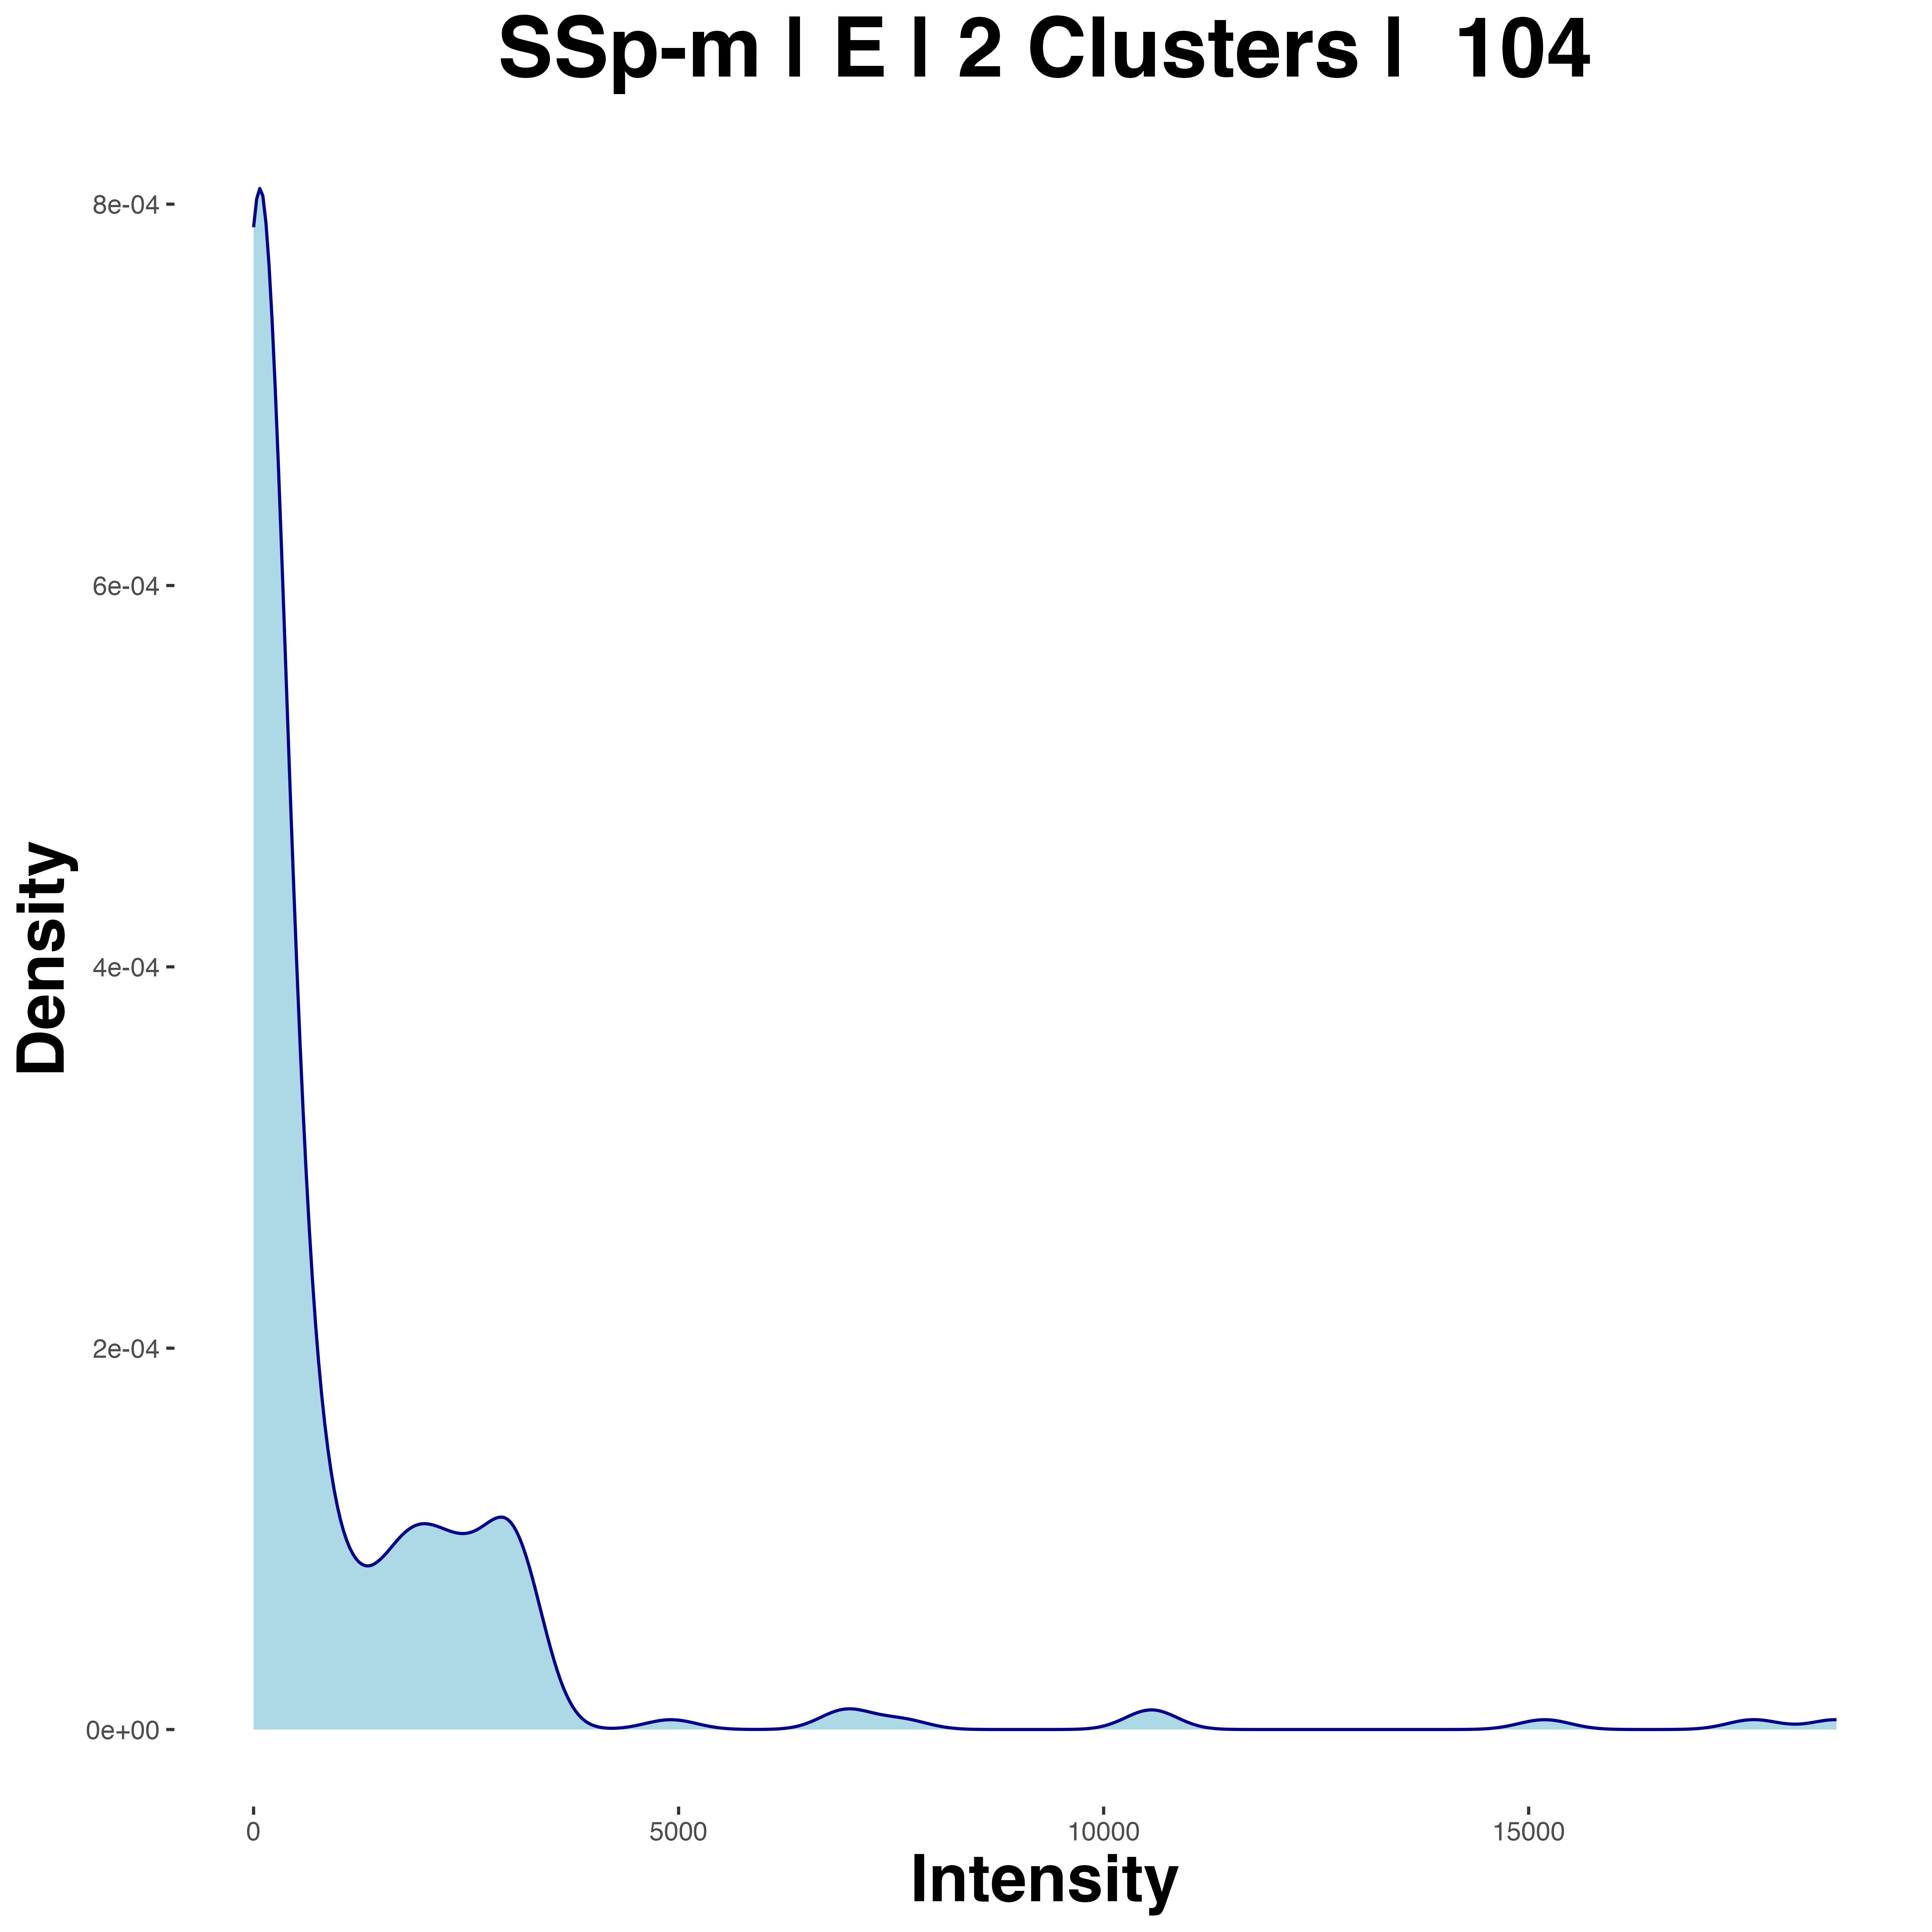 SSp-m | E | 2 Clusters | 104
8e-04
6e-04
4e-04
2e-04
0e+00
Density
0 5000 10000 15000
Intensity